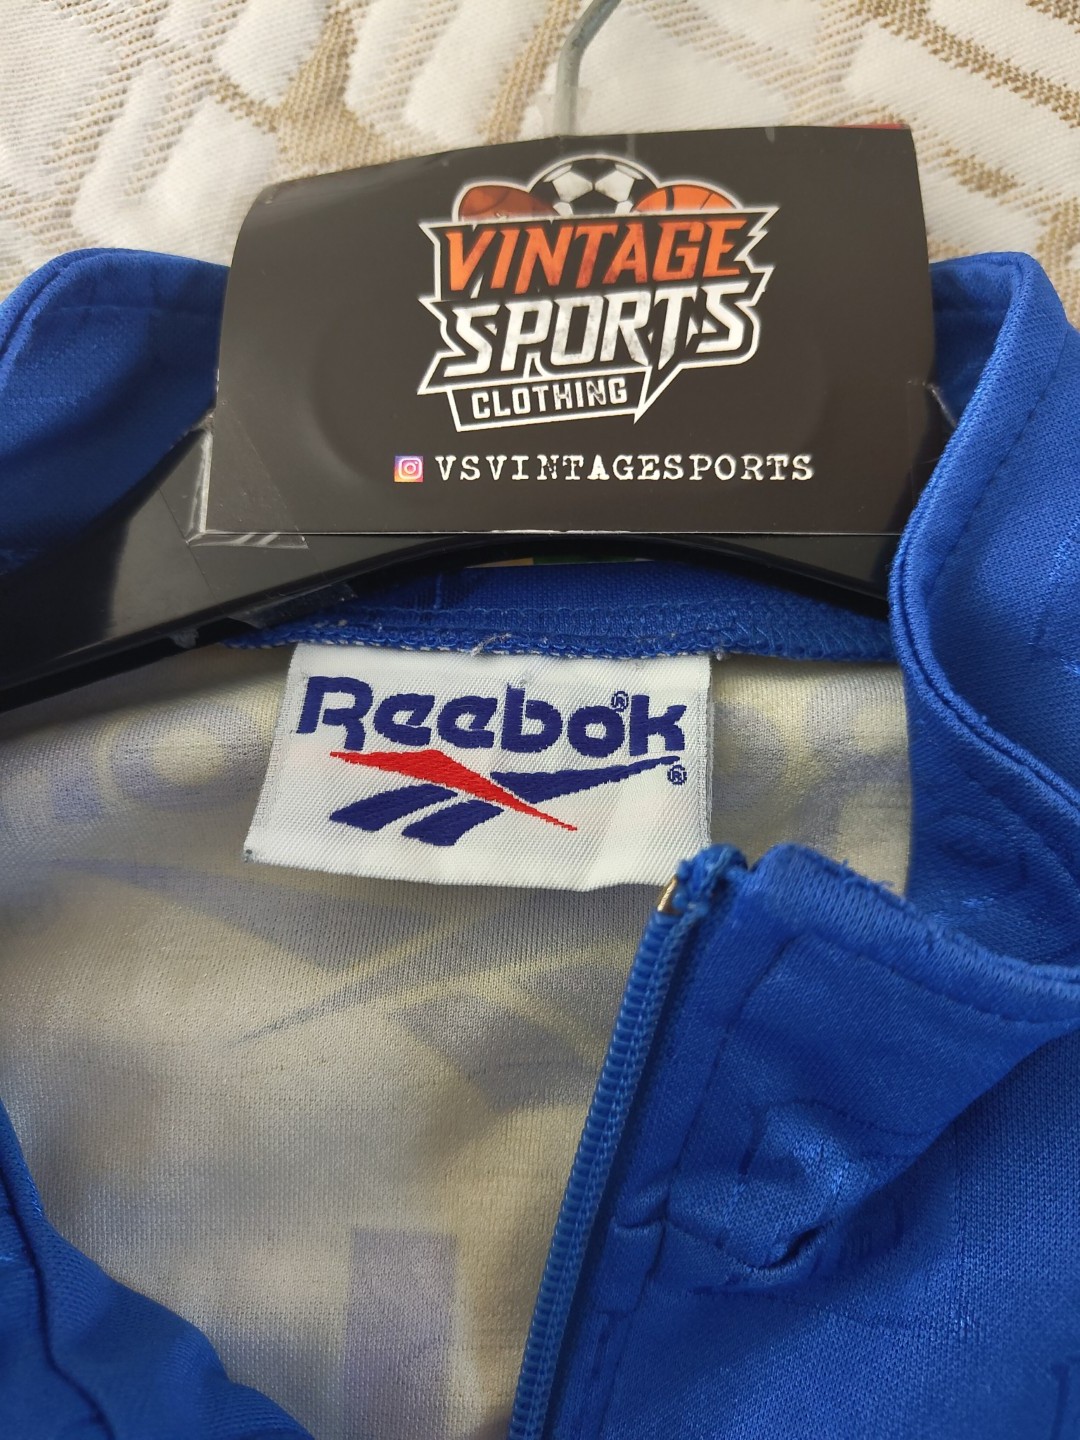 VINTAGE
SPORTS
CLOTHING
VSVINTAGESPORTS
Reebok®
®